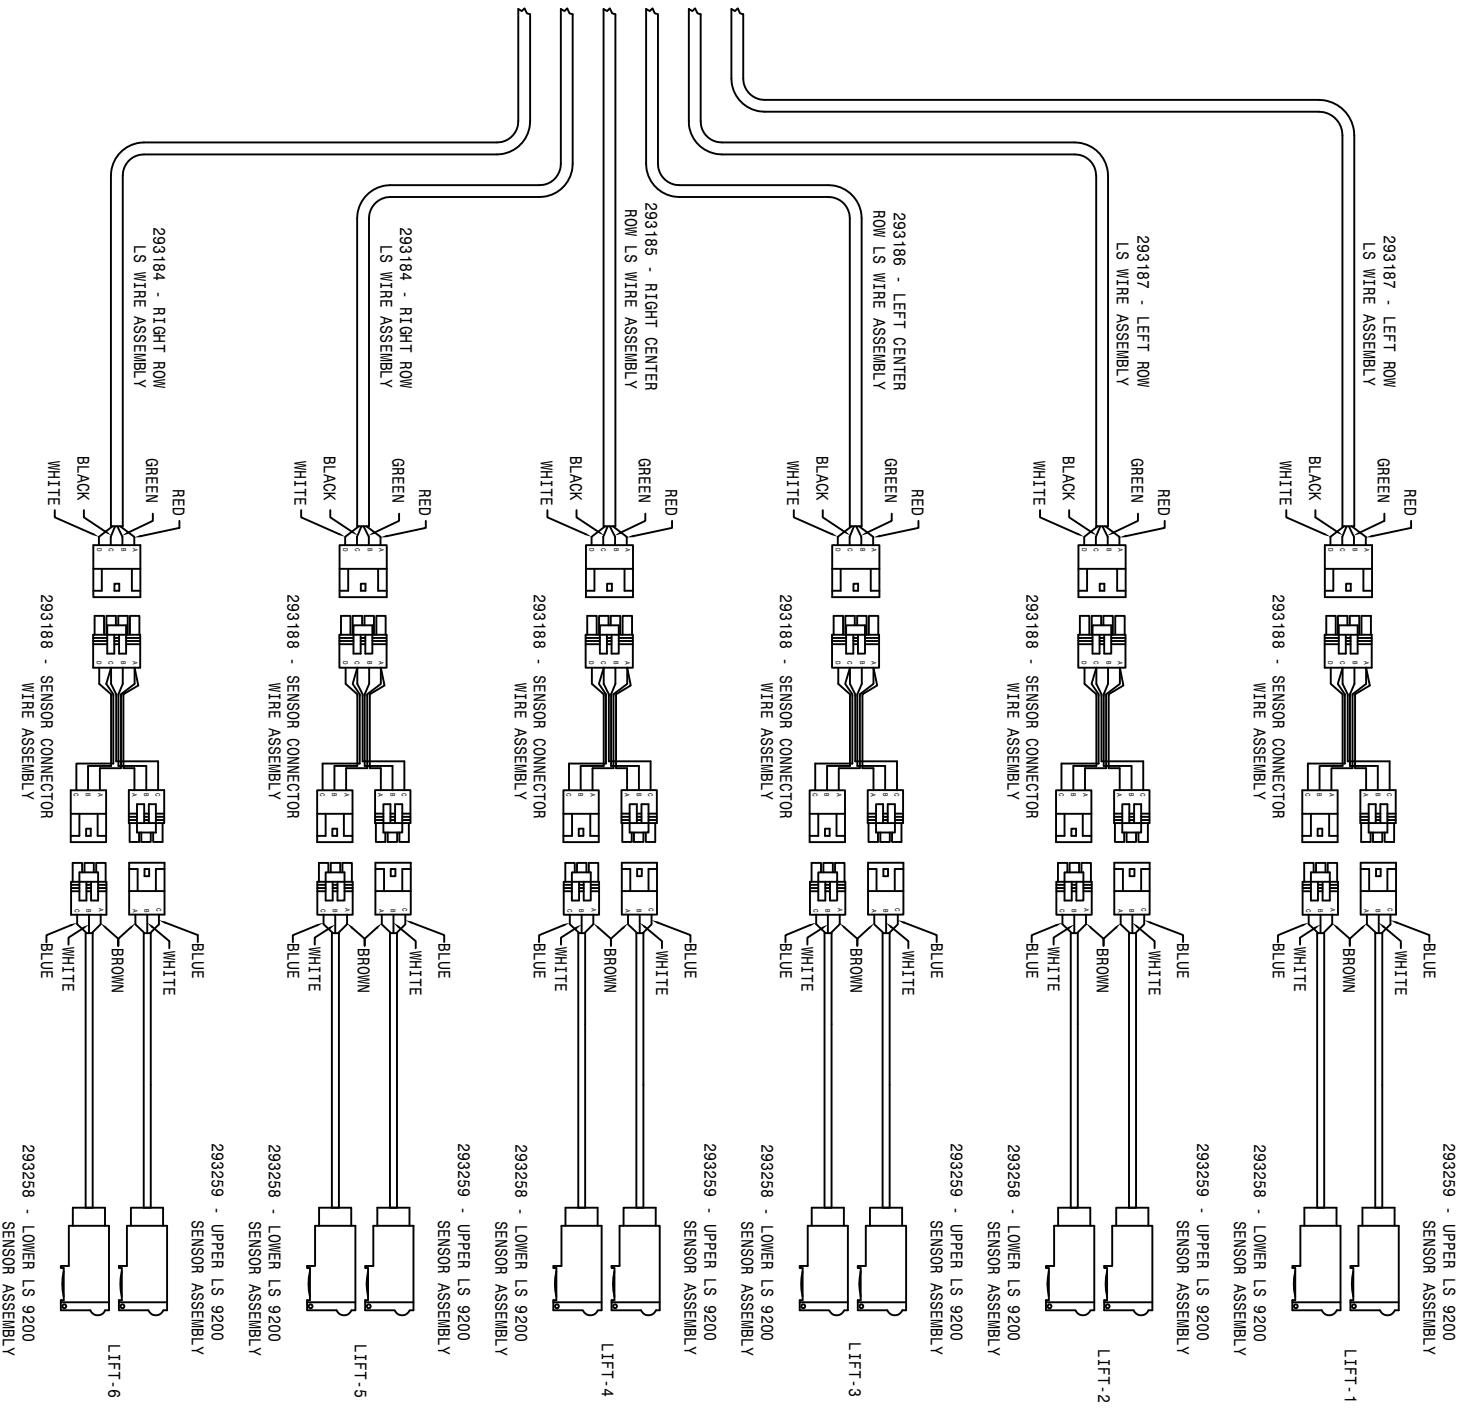 293259 - UPPER LS 9200
SENSOR ASSEMBLY
293187 - LEFT ROW
LS WIRE ASSEMBLY
RED
GREEN
BLACK
WHITE
A
B
C
D
A
B
C
D
C
B
A
A
B
C
C
B
A
A
B
C
BLUE
WHITE
BROWN
WHITE
BLUE
LIFT-1
293188 - SENSOR CONNECTOR
WIRE ASSEMBLY
293258 - LOWER LS 9200
SENSOR ASSEMBLY
293259 - UPPER LS 9200
SENSOR ASSEMBLY
293187 - LEFT ROW
LS WIRE ASSEMBLY
RED
GREEN
BLACK
WHITE
A
B
C
D
A
B
C
D
C
B
A
A
B
C
C
B
A
A
B
C
BLUE
WHITE
BROWN
WHITE
BLUE
LIFT-2
293188 - SENSOR CONNECTOR
WIRE ASSEMBLY
293258 - LOWER LS 9200
SENSOR ASSEMBLY
293259 - UPPER LS 9200
SENSOR ASSEMBLY
293186 - LEFT CENTER
ROW LS WIRE ASSEMBLY
RED
GREEN
BLACK
WHITE
A
B
C
D
A
B
C
D
C
B
A
A
B
C
C
B
A
A
B
C
BLUE
WHITE
BROWN
WHITE
BLUE
LIFT-3
293188 - SENSOR CONNECTOR
WIRE ASSEMBLY
293258 - LOWER LS 9200
SENSOR ASSEMBLY
293259 - UPPER LS 9200
SENSOR ASSEMBLY
293185 - RIGHT CENTER
ROW LS WIRE ASSEMBLY
RED
GREEN
BLACK
WHITE
A
B
C
D
A
B
C
D
C
B
A
A
B
C
C
B
A
A
B
C
BLUE
WHITE
BROWN
WHITE
BLUE
LIFT-4
293188 - SENSOR CONNECTOR
WIRE ASSEMBLY
293258 - LOWER LS 9200
SENSOR ASSEMBLY
293259 - UPPER LS 9200
SENSOR ASSEMBLY
293184 - RIGHT ROW
LS WIRE ASSEMBLY
RED
GREEN
BLACK
WHITE
A
B
C
D
A
B
C
D
C
B
A
A
B
C
C
B
A
A
B
C
BLUE
WHITE
BROWN
WHITE
BLUE
LIFT-5
293188 - SENSOR CONNECTOR
WIRE ASSEMBLY
293258 - LOWER LS 9200
SENSOR ASSEMBLY
293259 - UPPER LS 9200
SENSOR ASSEMBLY
293184 - RIGHT ROW
LS WIRE ASSEMBLY
RED
GREEN
BLACK
WHITE
A
B
C
D
A
B
C
D
C
B
A
A
B
C
C
B
A
A
B
C
BLUE
WHITE
BROWN
WHITE
BLUE
LIFT-6
293188 - SENSOR CONNECTOR
WIRE ASSEMBLY
293258 - LOWER LS 9200
SENSOR ASSEMBLY